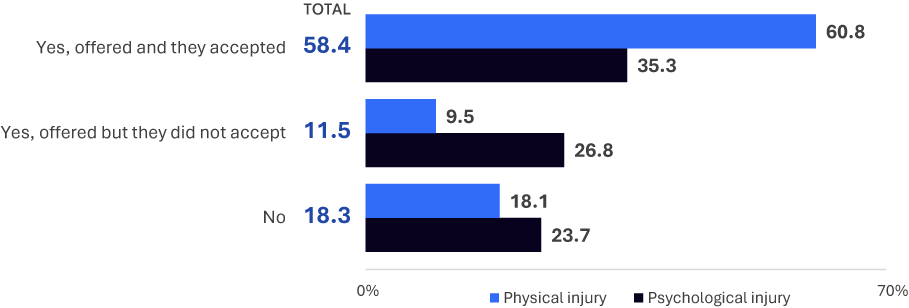 TOTAL
Yes, offered and they accepted 58.4 60.8
35.3
Yes, offered but they did not accept 11.5 9.5
26.8
No 18.3 18.1
23.7
0% 70%
Physical injury Psychological injury